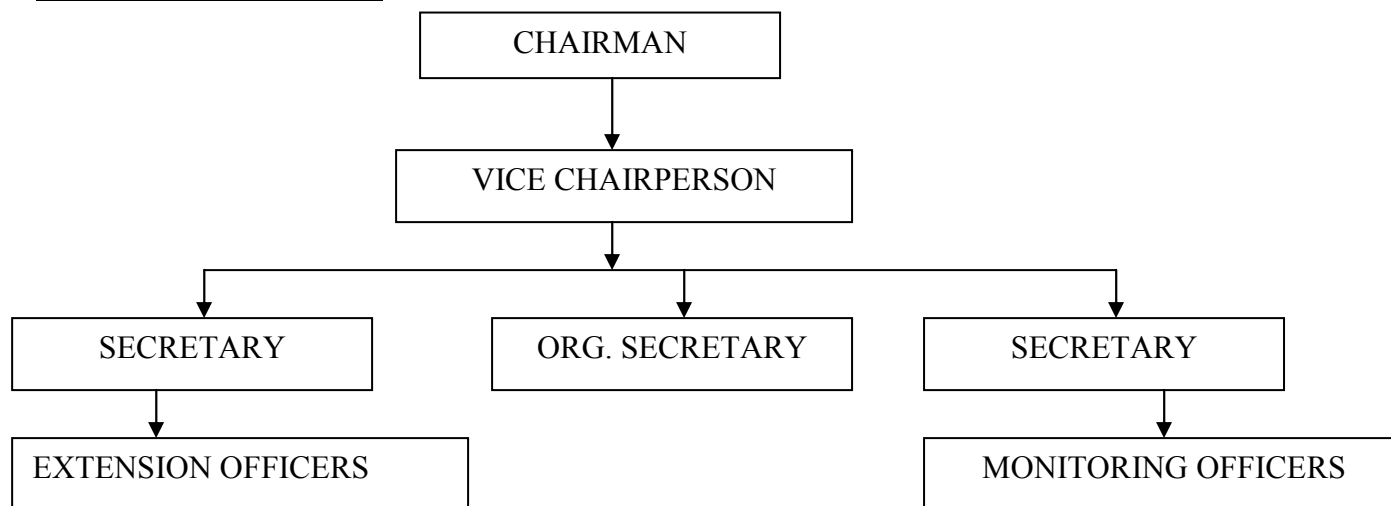 CHAIRMAN
VICE CHAIRPERSON
SECRETARY
ORG. SECRETARY
SECRETARY
EXTENSION OFFICERS
MONITORING OFFICERS